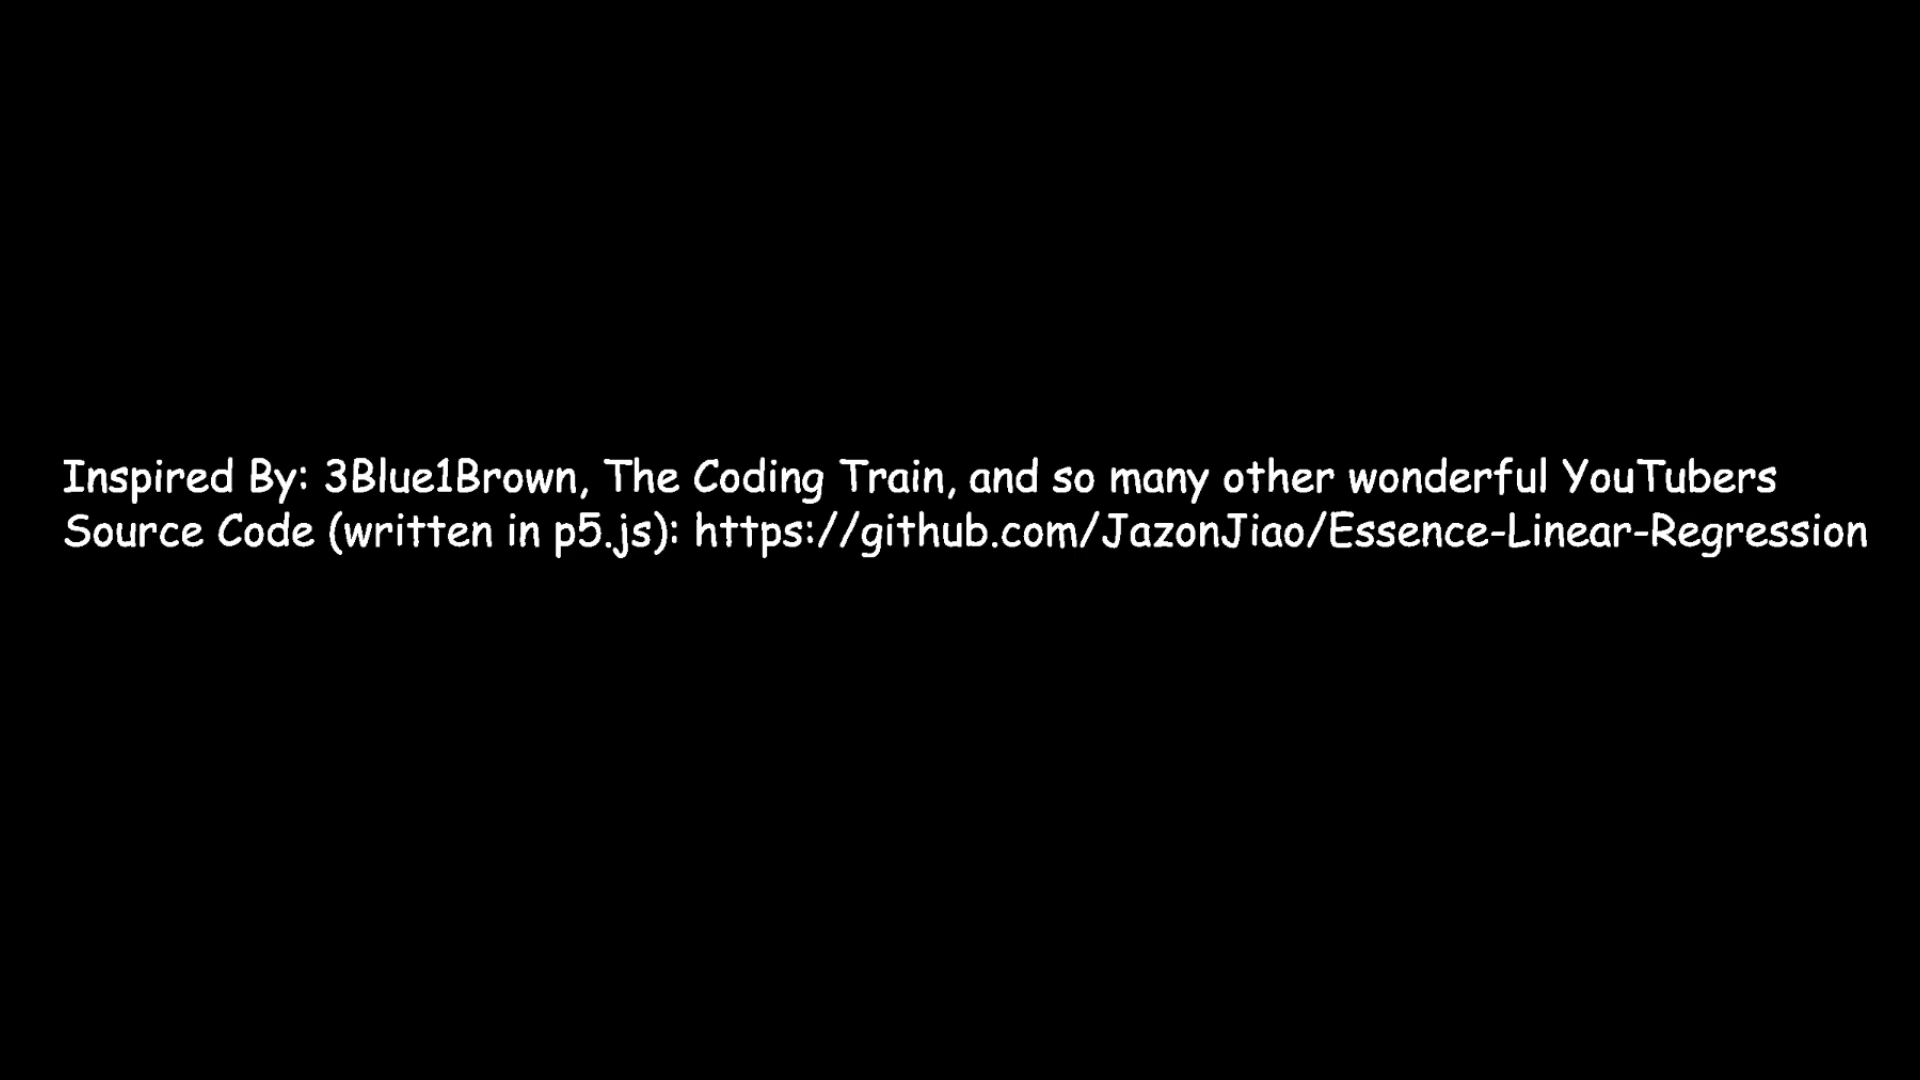 Inspired By: 3Blue1Brown, The Coding Train, and so many other wonderful YouTubers
Source Code (written in p5.js): https://github.com/JazonJiao/Essence-Linear-Regression